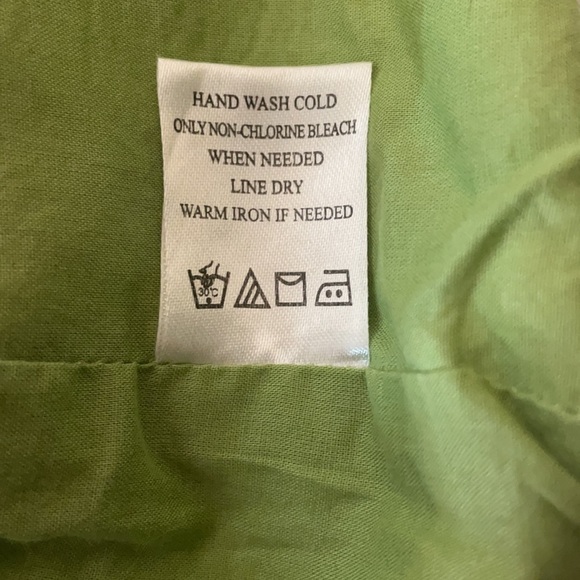 HAND WASH COLD
ONLY NON-CHLORINE BLEACH
WHEN NEEDED
LINE DRY
WARM IRON IF NEEDED
30°C